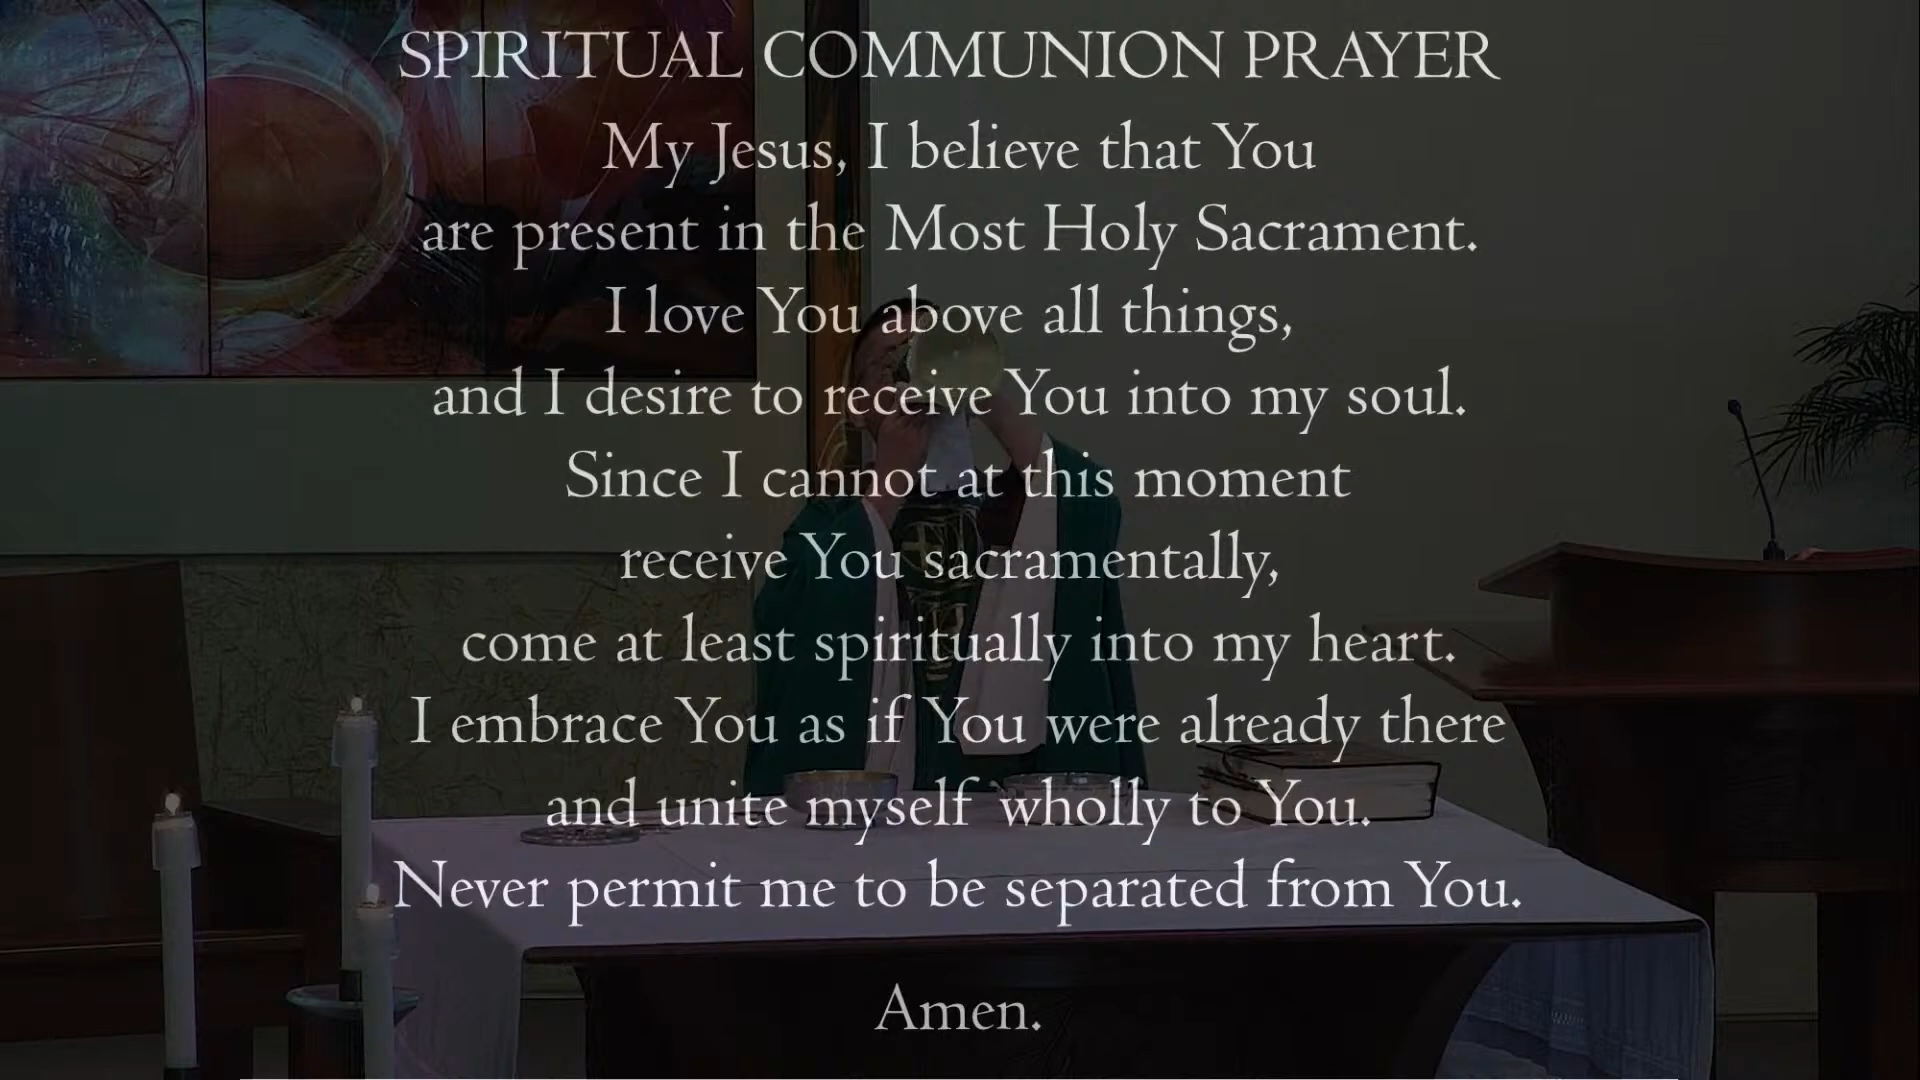 SPIRITUAL COMMUNION PRAYER
My Jesus, I believe that You
are present in the Most Holy Sacrament.
I love You above all things,
and I desire to receive You into my soul.
Since I cannot at this moment
receive You sacramentally,
come at least spiritually into my heart.
I embrace You as if You were already there
and unite myself wholly to You.
Never permit me to be separated from You.
Amen.